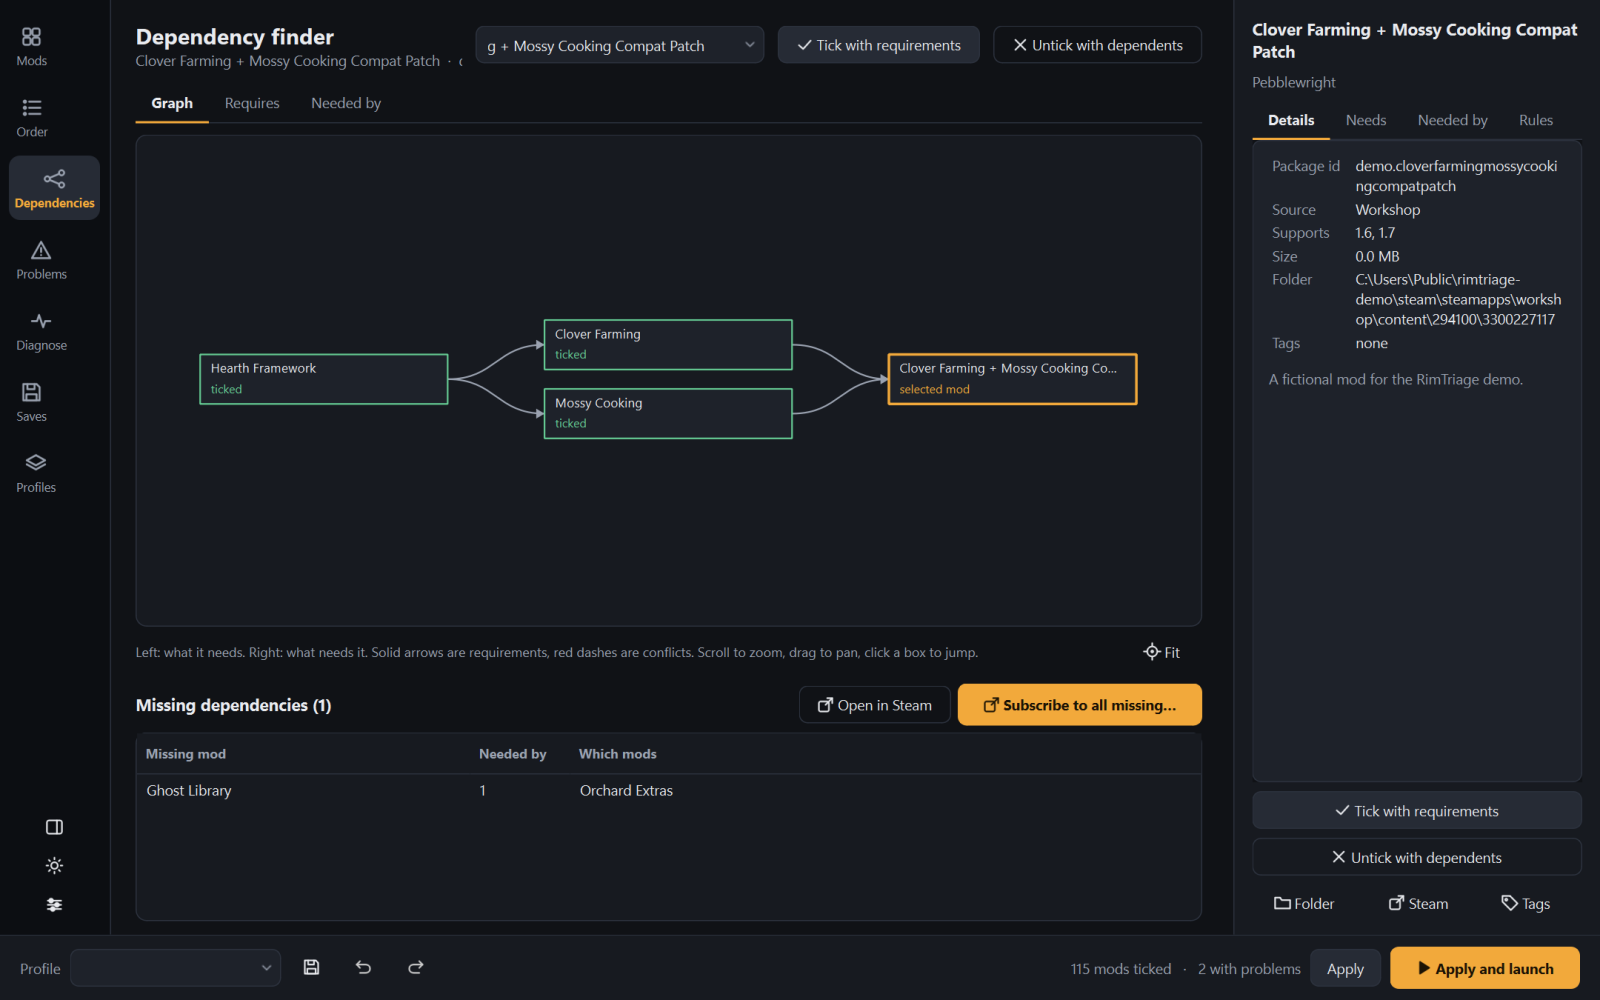 Mods
Order
Dependencies
Problems
Diagnose
Saves
Profiles
Dependency finder
Clover Farming + Mossy Cooking Compat Patch ·
g + Mossy Cooking Compat Patch
Tick with requirements
Untick with dependents
Graph
Requires
Needed by
Hearth Framework
ticked
Clover Farming
ticked
Mossy Cooking
ticked
Clover Farming + Mossy Cooking Co...
selected mod
Left: what it needs. Right: what needs it. Solid arrows are requirements, red dashes are conflicts. Scroll to zoom, drag to pan, click a box to jump.
Fit
Missing dependencies (1)
Open in Steam
Subscribe to all missing...
Missing mod
Needed by
Which mods
Ghost Library
1
Orchard Extras
Clover Farming + Mossy Cooking Compat
Patch
Pebblewright
Details
Needs
Needed by
Rules
Package id
demo.cloverfarmingmossycooki
ngcompatpatch
Source
Workshop
Supports
1.6, 1.7
Size
0.0 MB
Folder
C:\Users\Public\rimtriage-
demo\steam\steamapps\worksh
op\content\294100\3300227117
Tags
none
A fictional mod for the RimTriage demo.
Tick with requirements
Untick with dependents
Folder
Steam
Tags
Profile
115 mods ticked · 2 with problems
Apply
Apply and launch